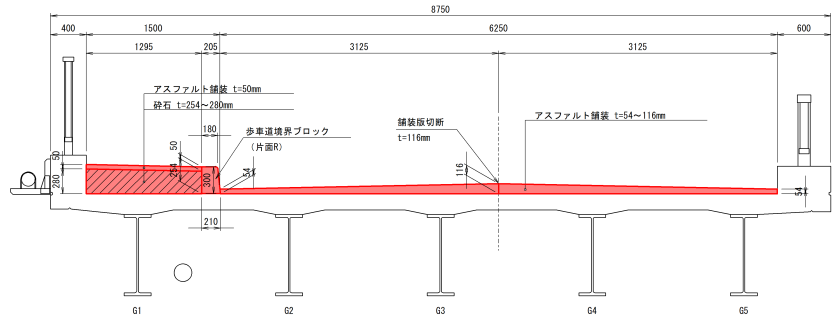 8750
400
1500
6250
600
1295
205
3125
3125
アスファルト舗装 t=50mm
砕石 t=254～280mm
180
歩車道境界ブロック
(片面R)
舗装版切断
t=116mm
アスファルト舗装 t=54～116mm
50
280
50
254
300
54
116
54
210
G1
G2
G3
G4
G5